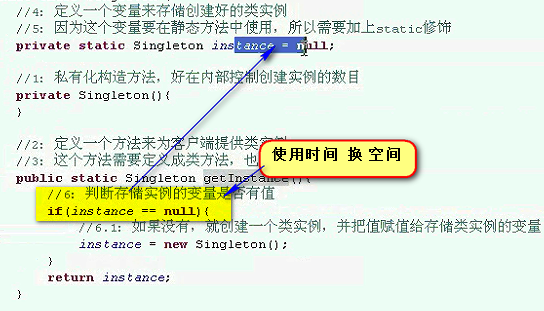 //4: 定义一个变量来存储创建好的类实例
//5: 因为这个变量要在静态方法中使用，所以需要加上static修饰
private static Singleton instance = null;
//1: 私有化构造方法，好在内部控制创建实例的数目
private Singleton(){
}
//2: 定义一个方法来为客户端提供类实例
//3: 这个方法需要定义成类方法，也
使用时间 换 空间
public static Singleton getInstance(){
//6: 判断存储实例的变量是否有值
if(instance == null){
//6.1: 如果没有，就创建一个类实例，并把值赋值给存储类实例的变量
instance = new Singleton();
}
return instance;
}